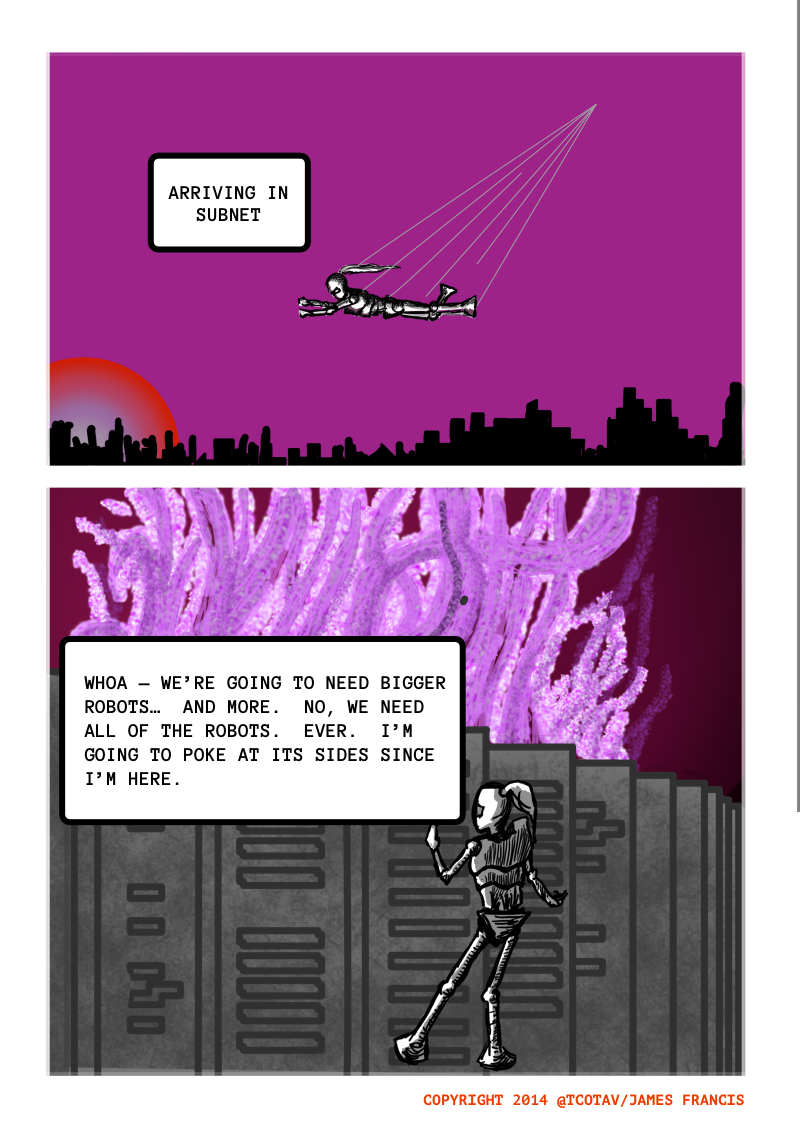 ARRIVING IN
SUBNET
WHOA – WE'RE GOING TO NEED BIGGER
ROBOTS… AND MORE. NO, WE NEED
ALL OF THE ROBOTS. EVER. I'M
GOING TO POKE AT ITS SIDES SINCE
I'M HERE.
COPYRIGHT 2014 @TCOTAV/JAMES FRANCIS